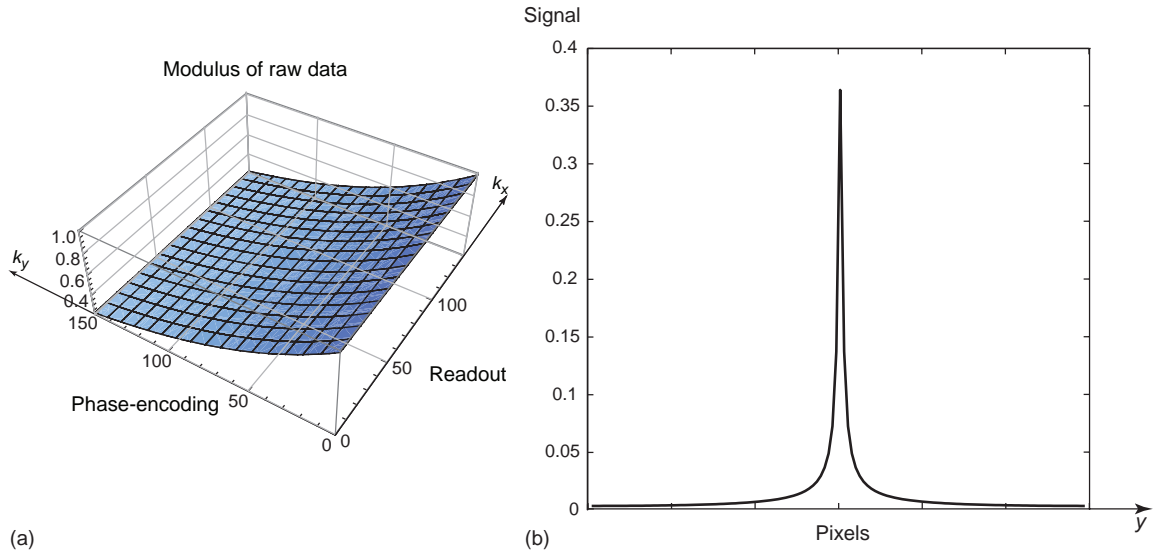 Modulus of raw data
1.0
0.8
0.6
0.4
k_y
150
100
50
0
Phase-encoding
k_x
100
50
0
Readout
(a)
Signal
0.4
0.35
0.3
0.25
0.2
0.15
0.1
0.05
0
Pixels
y
(b)